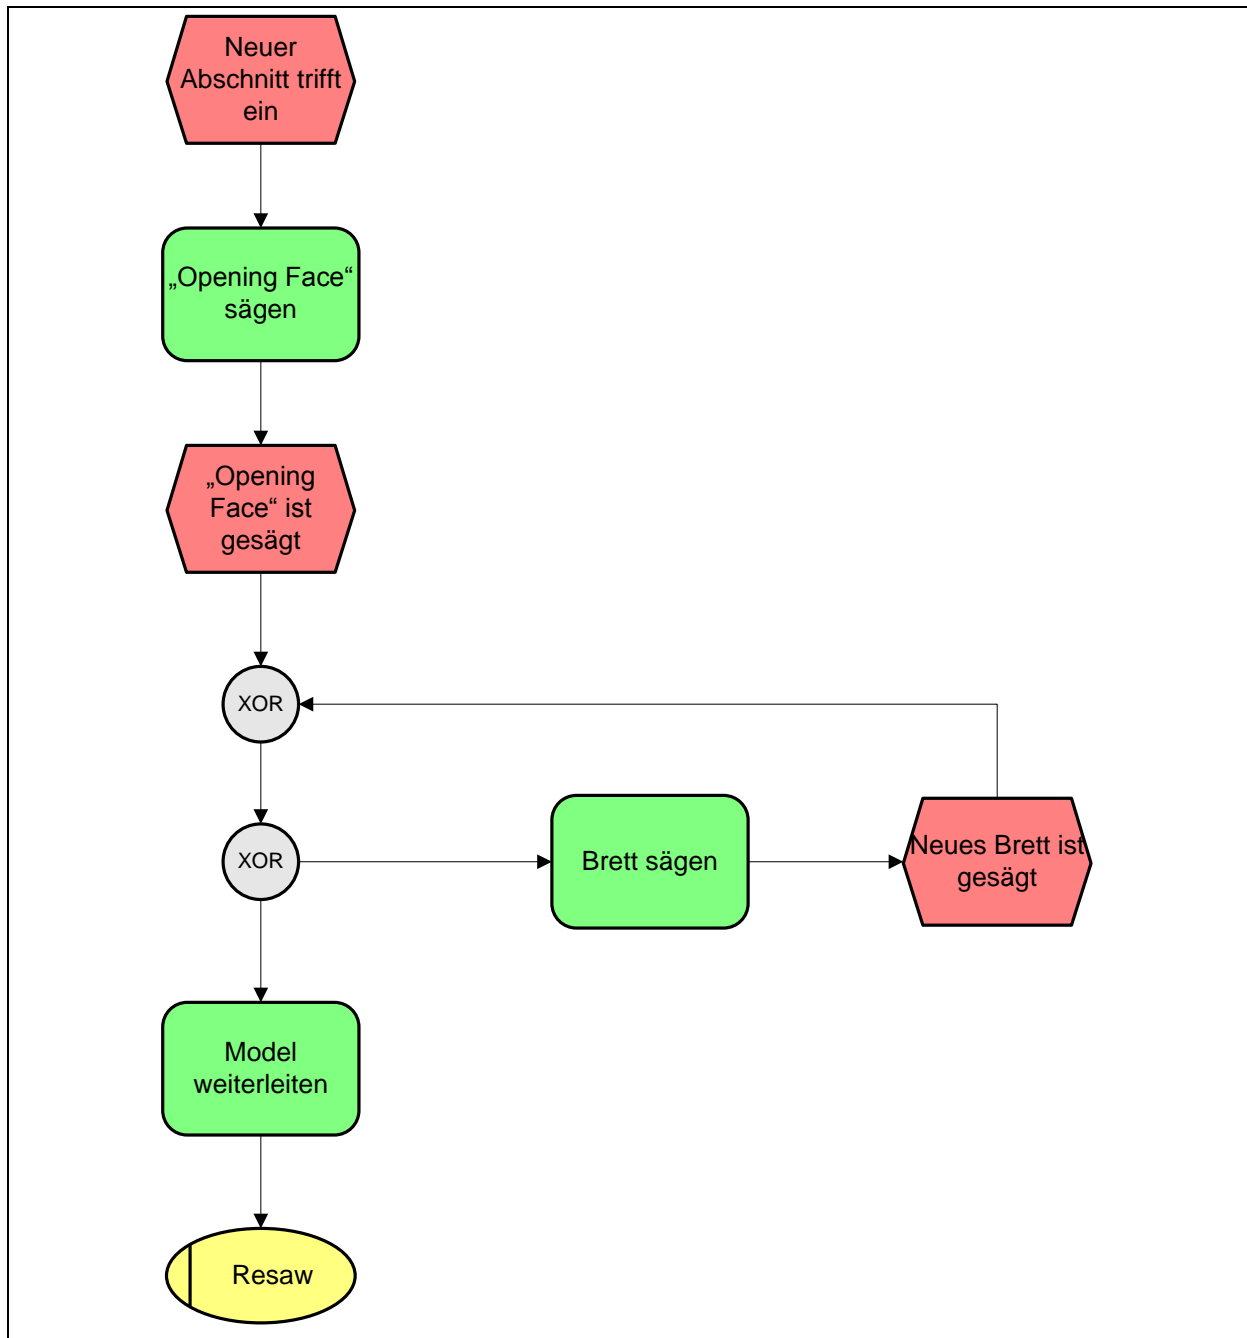 Neuer
Abschnitt trifft
ein
„Opening Face“
sägen
„Opening
Face“ ist
gesägt
XOR
XOR
Brett sägen
Neues Brett ist
gesägt
Model
weiterleiten
Resaw